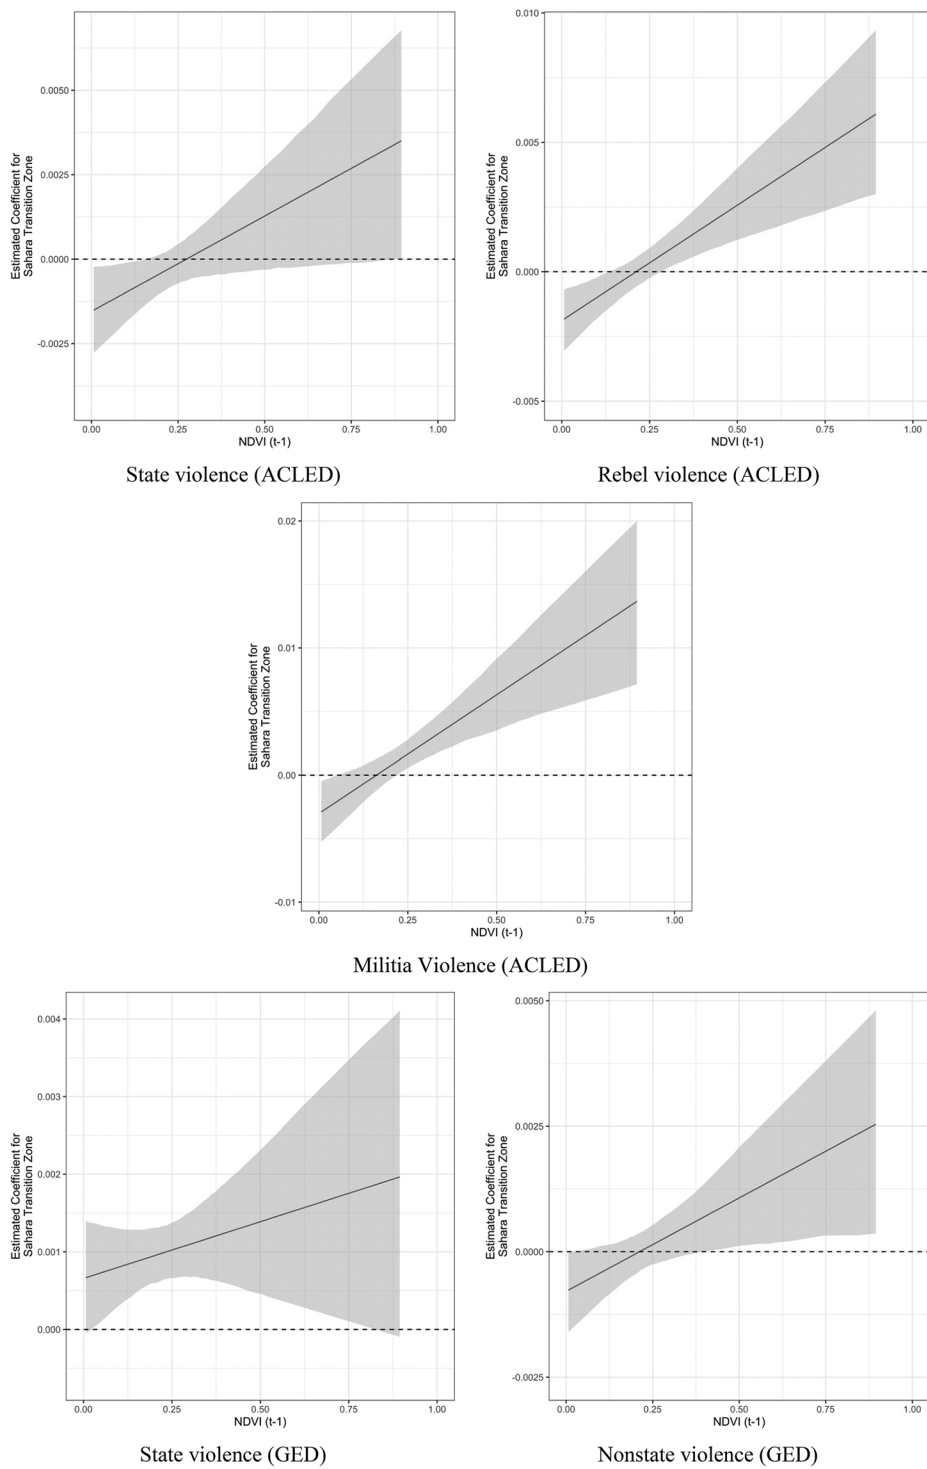 0.0050
0.0025
0.0000
-0.0025
Estimated Coefficient for
Sahara Transition Zone
0.00 0.25 0.50 0.75 1.00
NDVI (t-1)
State violence (ACLED)
0.010
0.005
0.000
-0.005
Estimated Coefficient for
Sahara Transition Zone
0.00 0.25 0.50 0.75 1.00
NDVI (t-1)
Rebel violence (ACLED)
0.02
0.01
0.00
-0.01
Estimated Coefficient for
Sahara Transition Zone
0.00 0.25 0.50 0.75 1.00
NDVI (t-1)
Militia Violence (ACLED)
0.004
0.003
0.002
0.001
0.000
Estimated Coefficient for
Sahara Transition Zone
0.00 0.25 0.50 0.75 1.00
NDVI (t-1)
State violence (GED)
0.0050
0.0025
0.0000
-0.0025
Estimated Coefficient for
Sahara Transition Zone
0.00 0.25 0.50 0.75 1.00
NDVI (t-1)
Nonstate violence (GED)